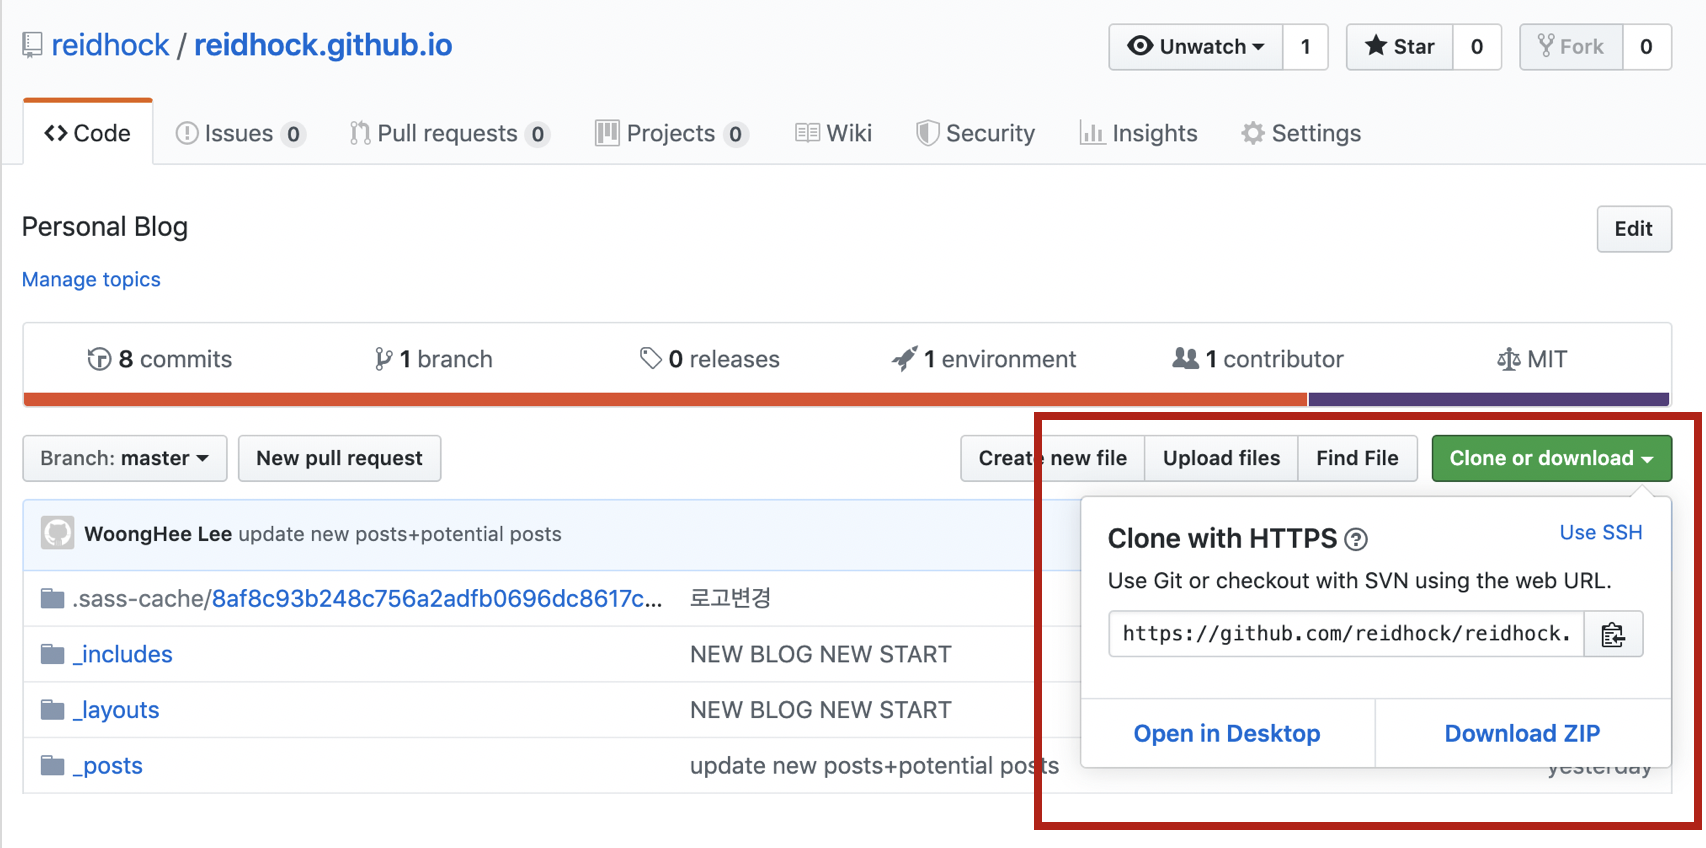 reidhock / reidhock.github.io
Unwatch 1 Star 0 Fork 0
Code Issues 0 Pull requests 0 Projects 0 Wiki Security Insights Settings
Personal Blog
Edit
Manage topics
8 commits 1 branch 0 releases 1 environment 1 contributor MIT
Branch: master New pull request Create new file Upload files Find File Clone or download
WoongHee Lee update new posts+potential posts
Clone with HTTPS Use SSH
Use Git or checkout with SVN using the web URL.
https://github.com/reidhock/reidhock.
Open in Desktop Download ZIP
.sass-cache/8af8c93b248c756a2adfb0696dc8617c... 로고변경
_includes NEW BLOG NEW START
_layouts NEW BLOG NEW START
_posts update new posts+potential posts yesterday